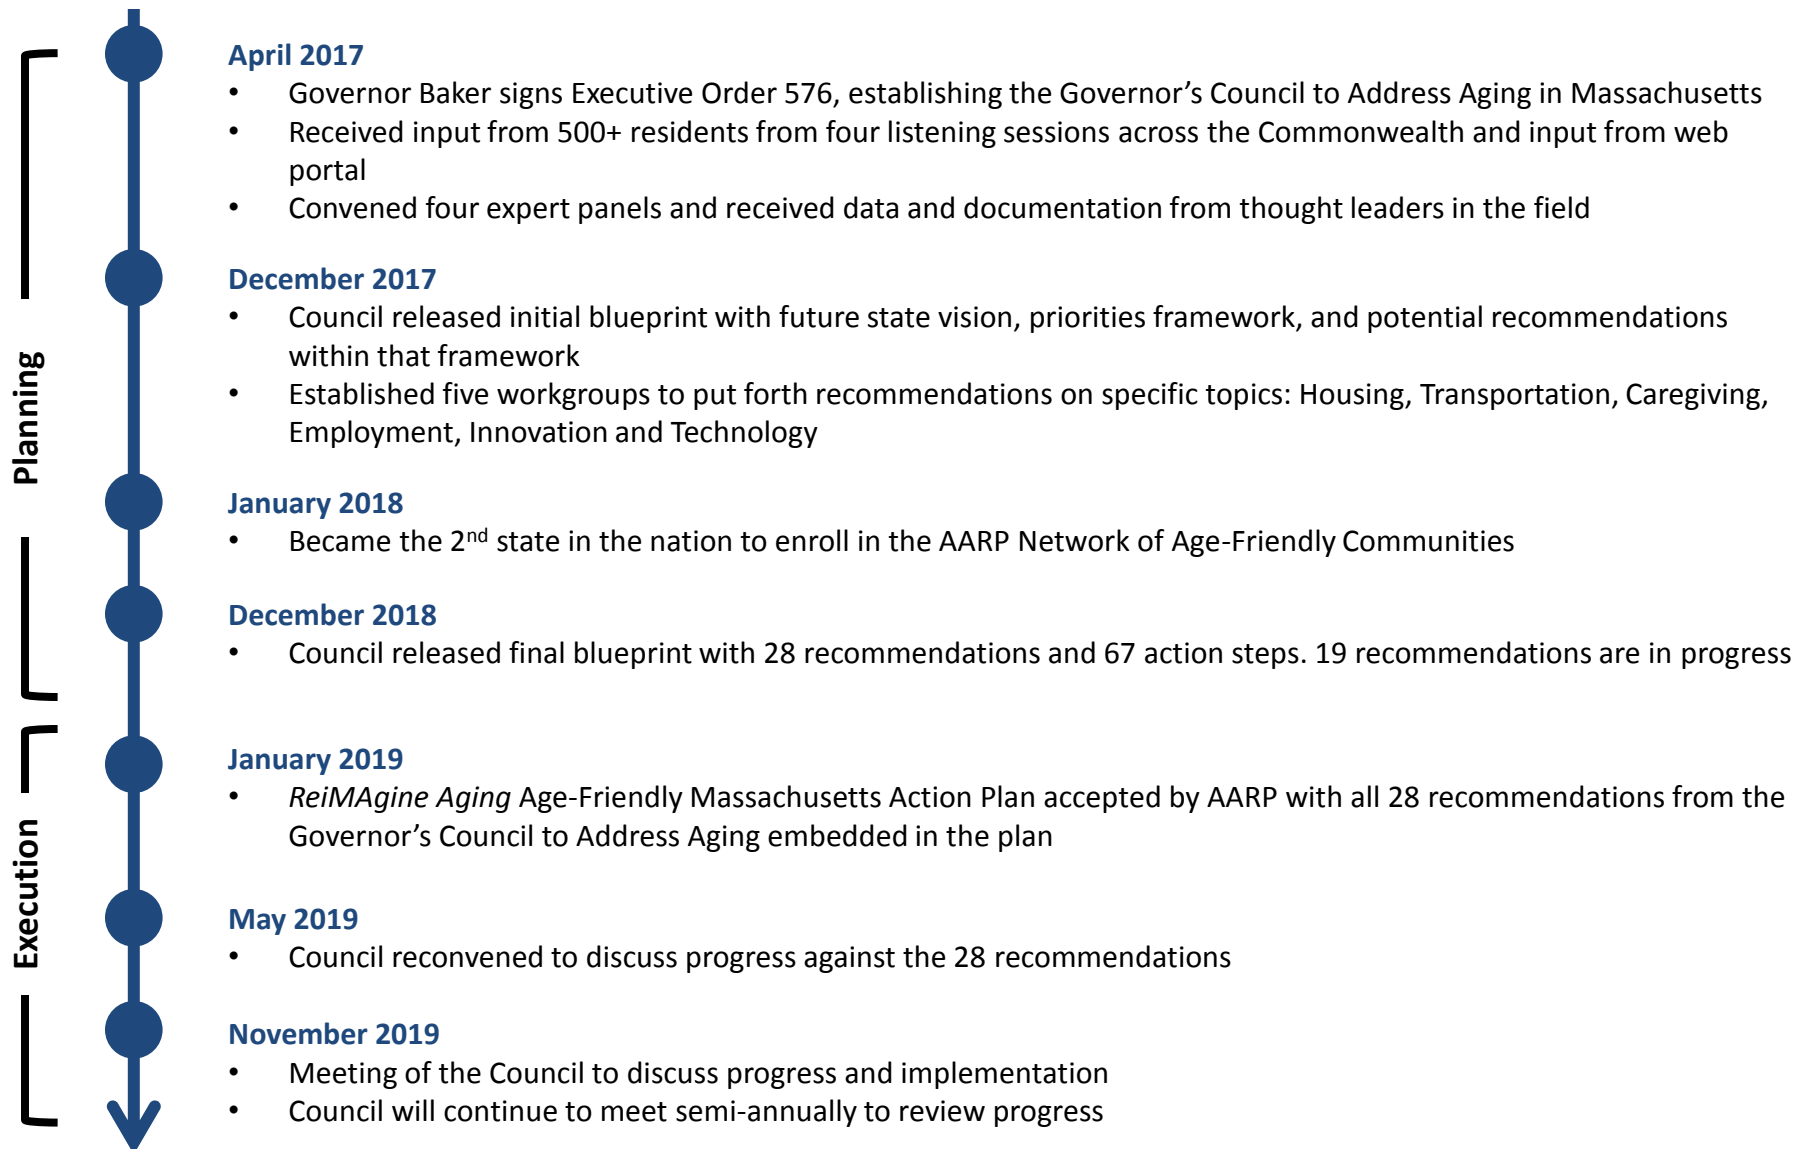 Planning
Execution
April 2017
• Governor Baker signs Executive Order 576, establishing the Governor’s Council to Address Aging in Massachusetts
• Received input from 500+ residents from four listening sessions across the Commonwealth and input from web
portal
• Convened four expert panels and received data and documentation from thought leaders in the field
December 2017
• Council released initial blueprint with future state vision, priorities framework, and potential recommendations
within that framework
• Established five workgroups to put forth recommendations on specific topics: Housing, Transportation, Caregiving,
Employment, Innovation and Technology
January 2018
• Became the 2nd state in the nation to enroll in the AARP Network of Age-Friendly Communities
December 2018
• Council released final blueprint with 28 recommendations and 67 action steps. 19 recommendations are in progress
January 2019
• ReiMAgine Aging Age-Friendly Massachusetts Action Plan accepted by AARP with all 28 recommendations from the
Governor’s Council to Address Aging embedded in the plan
May 2019
• Council reconvened to discuss progress against the 28 recommendations
November 2019
• Meeting of the Council to discuss progress and implementation
• Council will continue to meet semi-annually to review progress